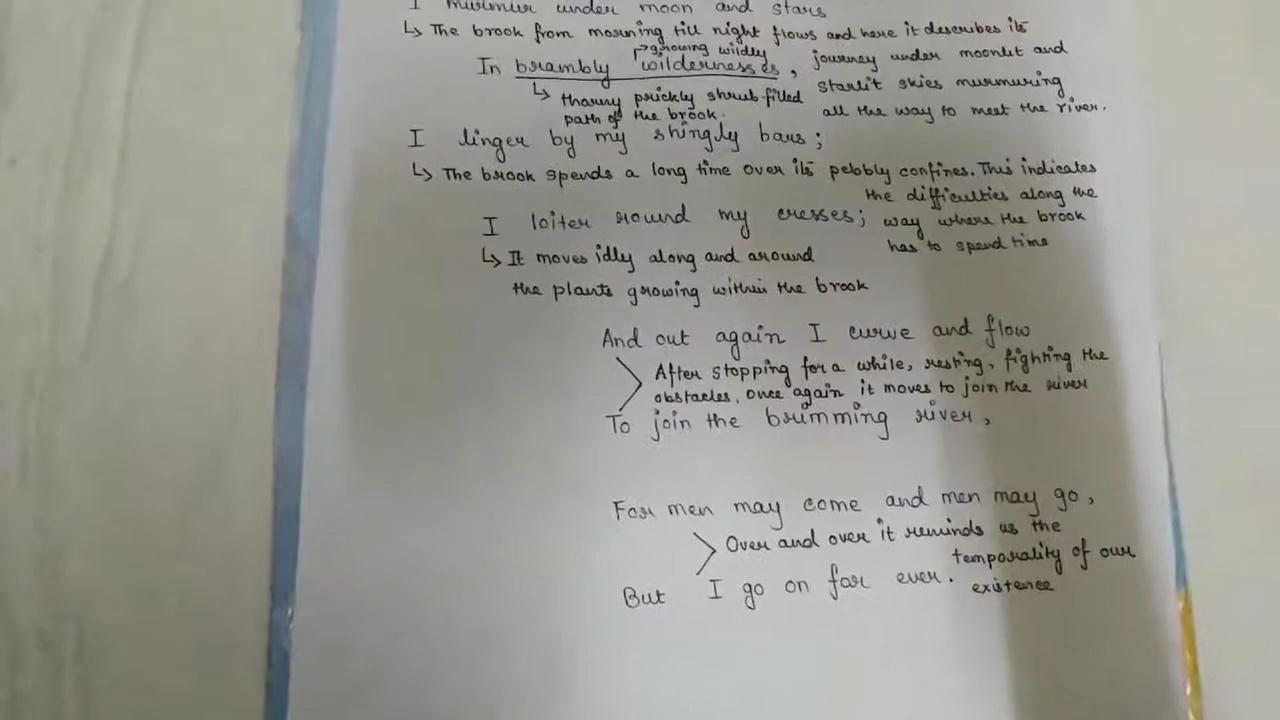 I murmur under moon and stars
↳ The brook from morning till night flows and here it describes its
↱growing wildly
In brambly wildernesses, journey under moonlit and
↳ thorny prickly shrub filled starlit skies murmuring
path of the brook. all the way to meet the river.
I linger by my shingly bars;
↳ The brook spends a long time over its pebbly confines. This indicates
the difficulties along the
I loiter round my cresses; way where the brook
has to spend time
↳ It moves idly along and around
the plants growing within the brook
And out again I curve and flow
After stopping for a while, resting, fighting the
obstacles, once again it moves to join the river
To join the brimming river,
For men may come and men may go,
Over and over it reminds us the
temporality of our
But I go on for ever. existence